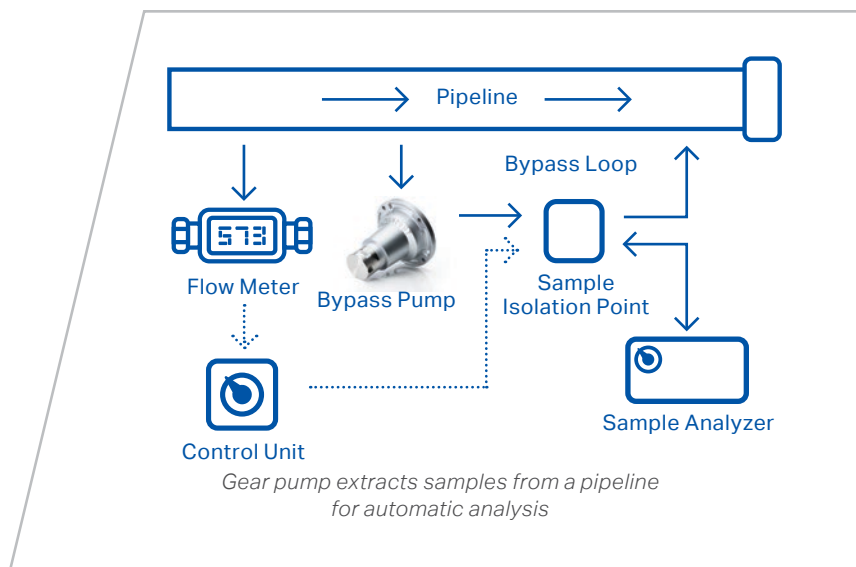 Pipeline
Bypass Loop
573
Flow Meter
Bypass Pump
Sample
Isolation Point
Control Unit
Sample Analyzer
Gear pump extracts samples from a pipeline
for automatic analysis